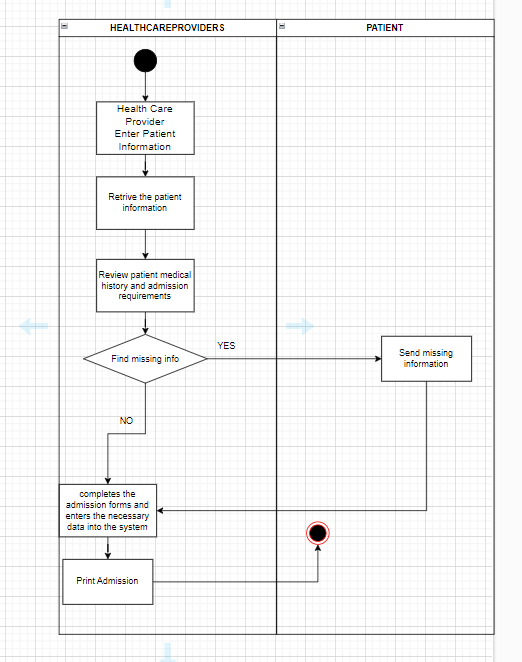 HEALTHCAREPROVIDERS
PATIENT
Health Care
Provider
Enter Patient
Information
Retrive the patient
information
Review patient medical
history and admission
requirements
Find missing info
YES
Send missing
information
NO
completes the
admission forms and
enters the necessary
data into the system
Print Admission